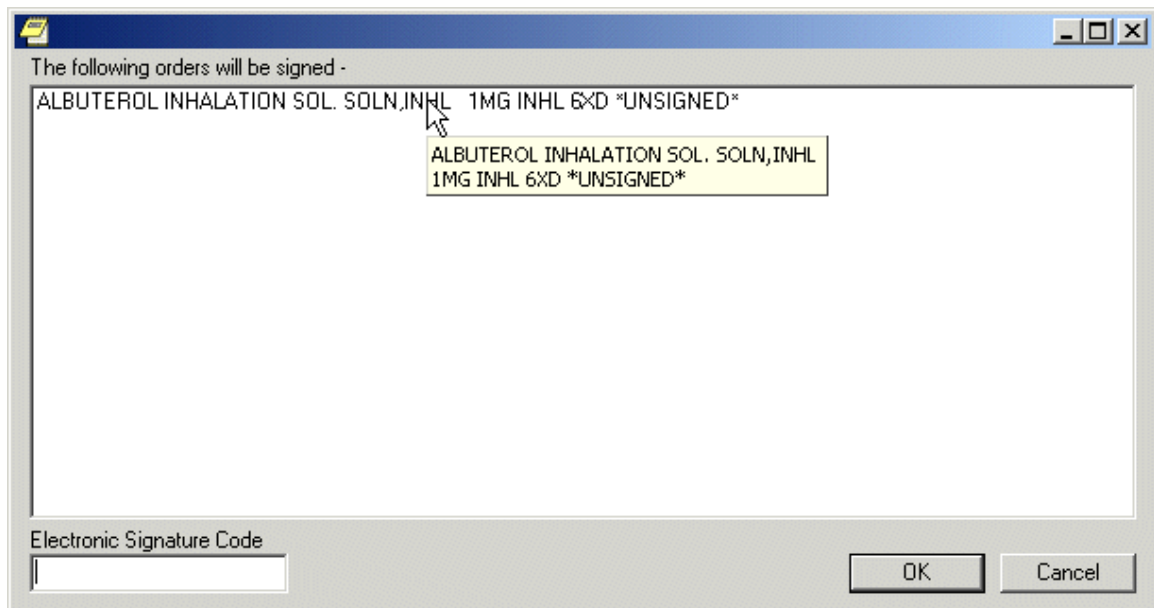 The following orders will be signed -
ALBUTEROL INHALATION SOL. SOLN,INHL   1MG INHL 6XD *UNSIGNED*
ALBUTEROL INHALATION SOL. SOLN,INHL
1MG INHL 6XD *UNSIGNED*
Electronic Signature Code
OK Cancel